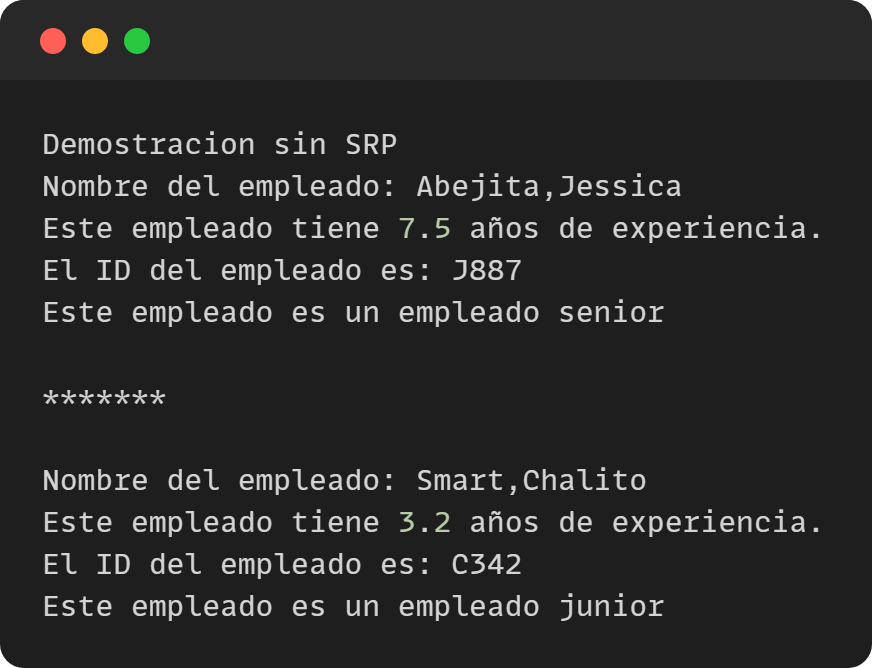 Demostracion sin SRP
Nombre del empleado: Abejita,Jessica
Este empleado tiene 7.5 años de experiencia.
El ID del empleado es: J887
Este empleado es un empleado senior
*******
Nombre del empleado: Smart,Chalito
Este empleado tiene 3.2 años de experiencia.
El ID del empleado es: C342
Este empleado es un empleado junior